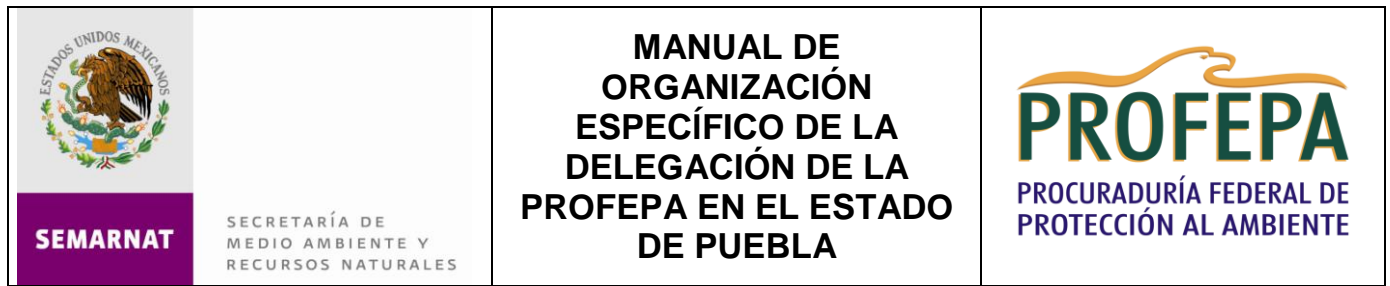 ESTADOS UNIDOS MEXICANOS
SEMARNAT
SECRETARÍA DE
MEDIO AMBIENTE Y
RECURSOS NATURALES
MANUAL DE
ORGANIZACIÓN
ESPECÍFICO DE LA
DELEGACIÓN DE LA
PROFEPA EN EL ESTADO
DE PUEBLA
PROFEPA
PROCURADURÍA FEDERAL DE
PROTECCIÓN AL AMBIENTE